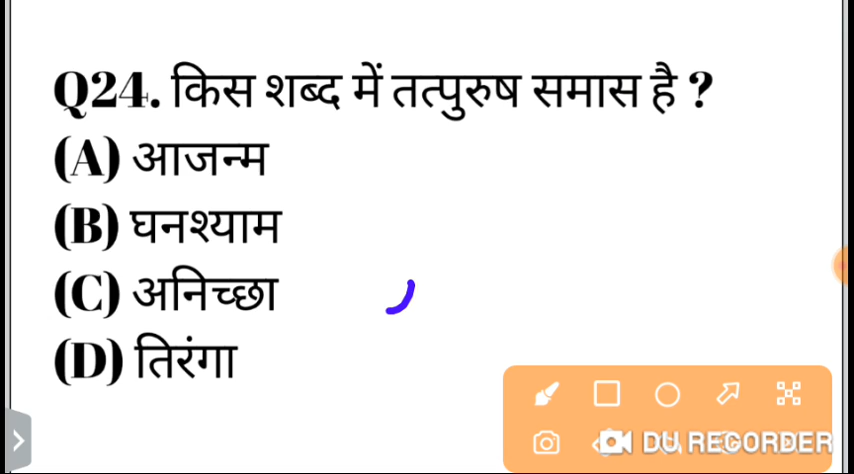 Q24. किस शब्द में तत्पुरुष समास है ?
(A) आजन्म
(B) घनश्याम
(C) अनिच्छा
(D) तिरंगा
DU RECORDER